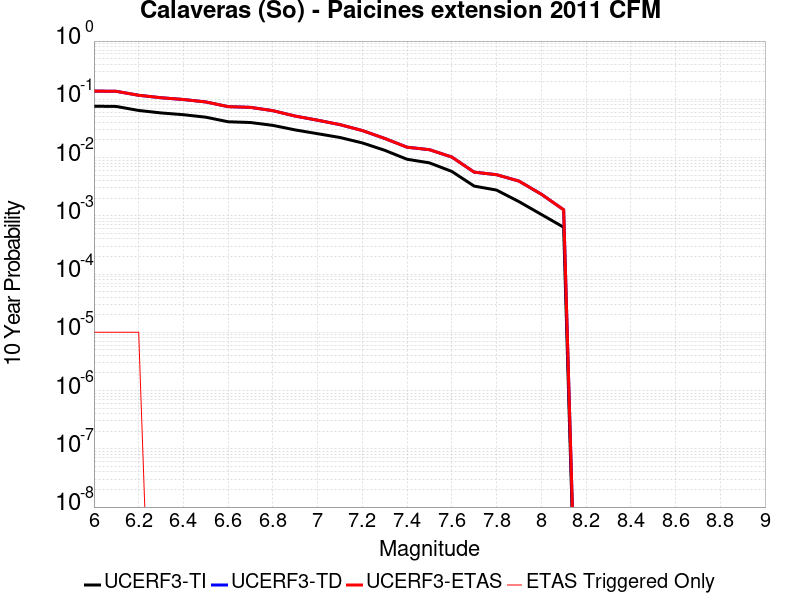 Calaveras (So) - Paicines extension 2011 CFM
10 Year Probability
10^0
10^-1
10^-2
10^-3
10^-4
10^-5
10^-6
10^-7
10^-8
6 6.2 6.4 6.6 6.8 7 7.2 7.4 7.6 7.8 8 8.2 8.4 8.6 8.8 9
Magnitude
UCERF3-TI UCERF3-TD UCERF3-ETAS ETAS Triggered Only